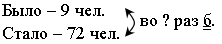 Было – 9 чел.
Стало – 72 чел.
во ? раз б.